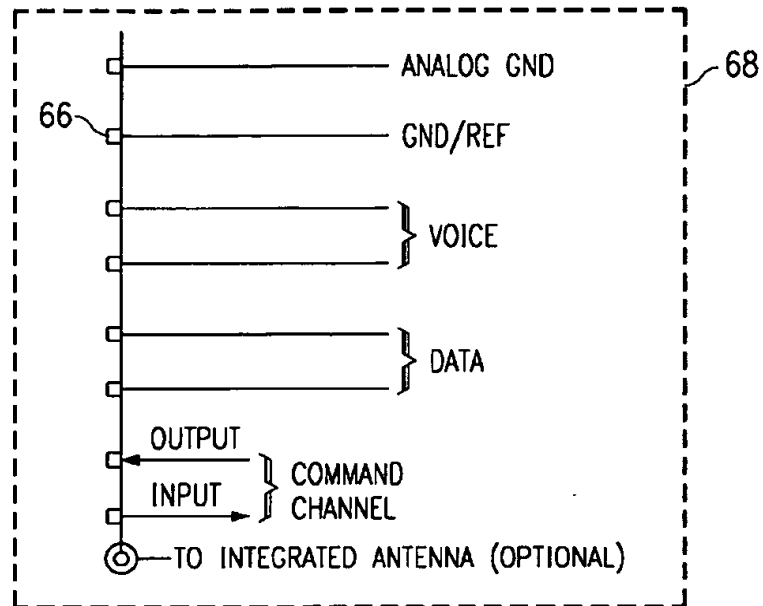 ANALOG GND
68
66
GND/REF
VOICE
DATA
OUTPUT
COMMAND
INPUT
CHANNEL
TO INTEGRATED ANTENNA (OPTIONAL)